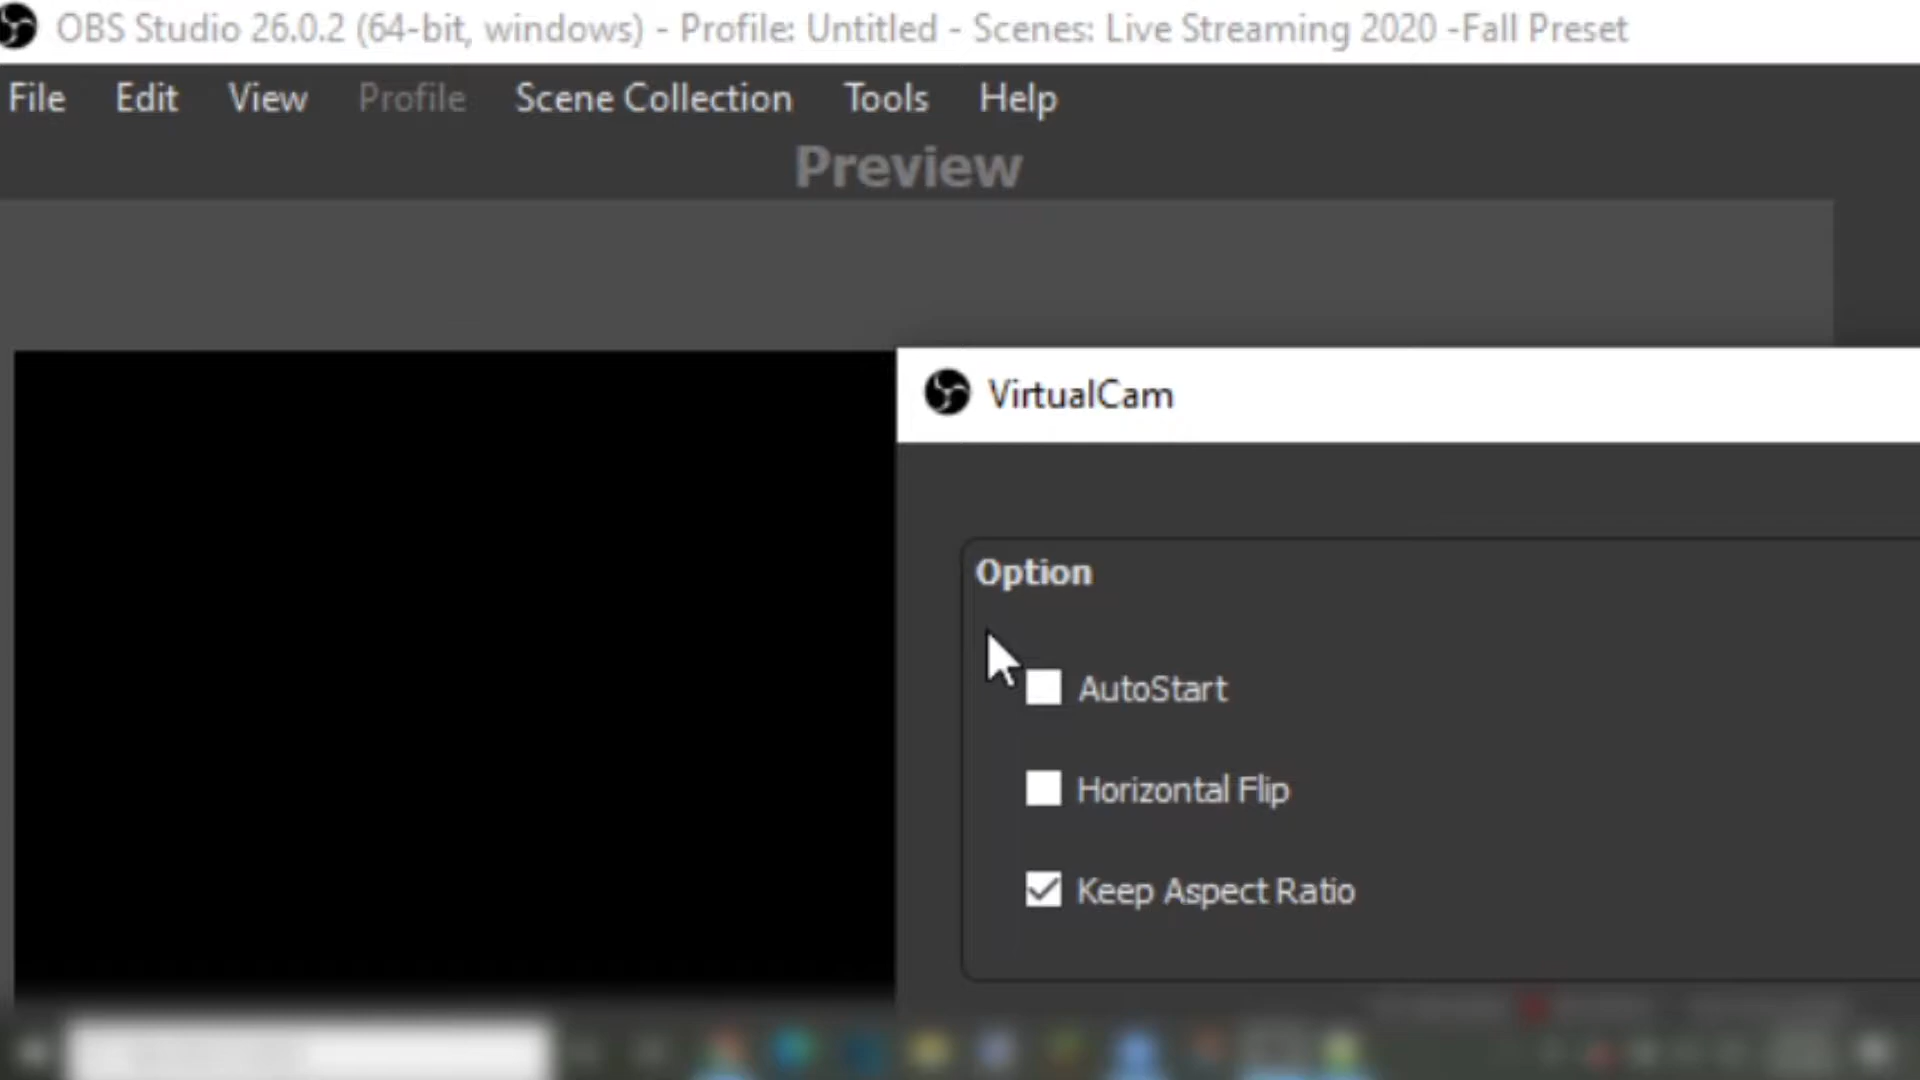 OBS Studio 26.0.2 (64-bit, windows) - Profile: Untitled - Scenes: Live Streaming 2020 -Fall Preset
File Edit View Profile Scene Collection Tools Help
Preview
VirtualCam
Option
AutoStart
Horizontal Flip
Keep Aspect Ratio